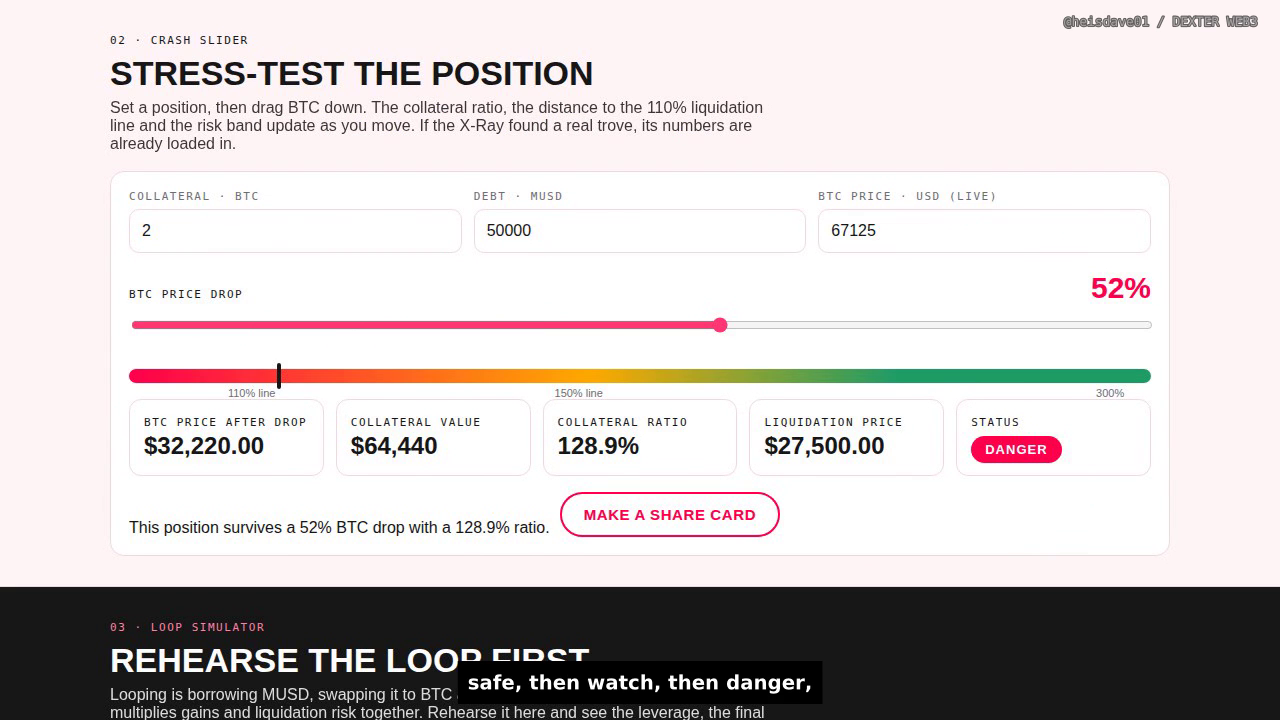 @heisdave01 / DEXTER WEB3
02 · CRASH SLIDER
STRESS-TEST THE POSITION
Set a position, then drag BTC down. The collateral ratio, the distance to the 110% liquidation
line and the risk band update as you move. If the X-Ray found a real trove, its numbers are
already loaded in.
COLLATERAL · BTC
DEBT · MUSD
BTC PRICE · USD (LIVE)
2
50000
67125
BTC PRICE DROP
52%
110% line
150% line
300%
BTC PRICE AFTER DROP
COLLATERAL VALUE
COLLATERAL RATIO
LIQUIDATION PRICE
STATUS
$32,220.00
$64,440
128.9%
$27,500.00
DANGER
This position survives a 52% BTC drop with a 128.9% ratio.
MAKE A SHARE CARD
03 · LOOP SIMULATOR
REHEARSE THE LOOP FIRST
safe, then watch, then danger,
Looping is borrowing MUSD, swapping it to BTC
multiplies gains and liquidation risk together. Rehearse it here and see the leverage, the final